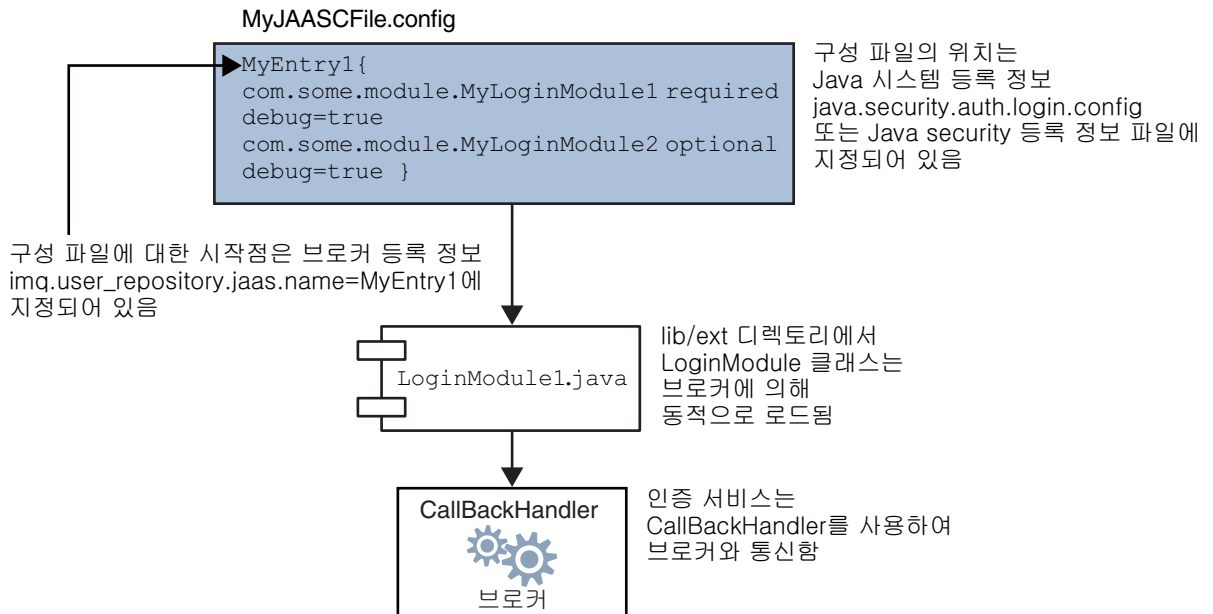 MyJAASCFile.config
MyEntry1{
com.some.module.MyLoginModule1 required
debug=true
com.some.module.MyLoginModule2 optional
debug=true }
구성 파일의 위치는
Java 시스템 등록 정보
java.security.auth.login.config
또는 Java security 등록 정보 파일에
지정되어 있음
구성 파일에 대한 시작점은 브로커 등록 정보
imq.user_repository.jaas.name=MyEntry1에
지정되어 있음
LoginModule1.java
lib/ext 디렉토리에서
LoginModule 클래스는
브로커에 의해
동적으로 로드됨
CallBackHandler
브로커
인증 서비스는
CallBackHandler를 사용하여
브로커와 통신함